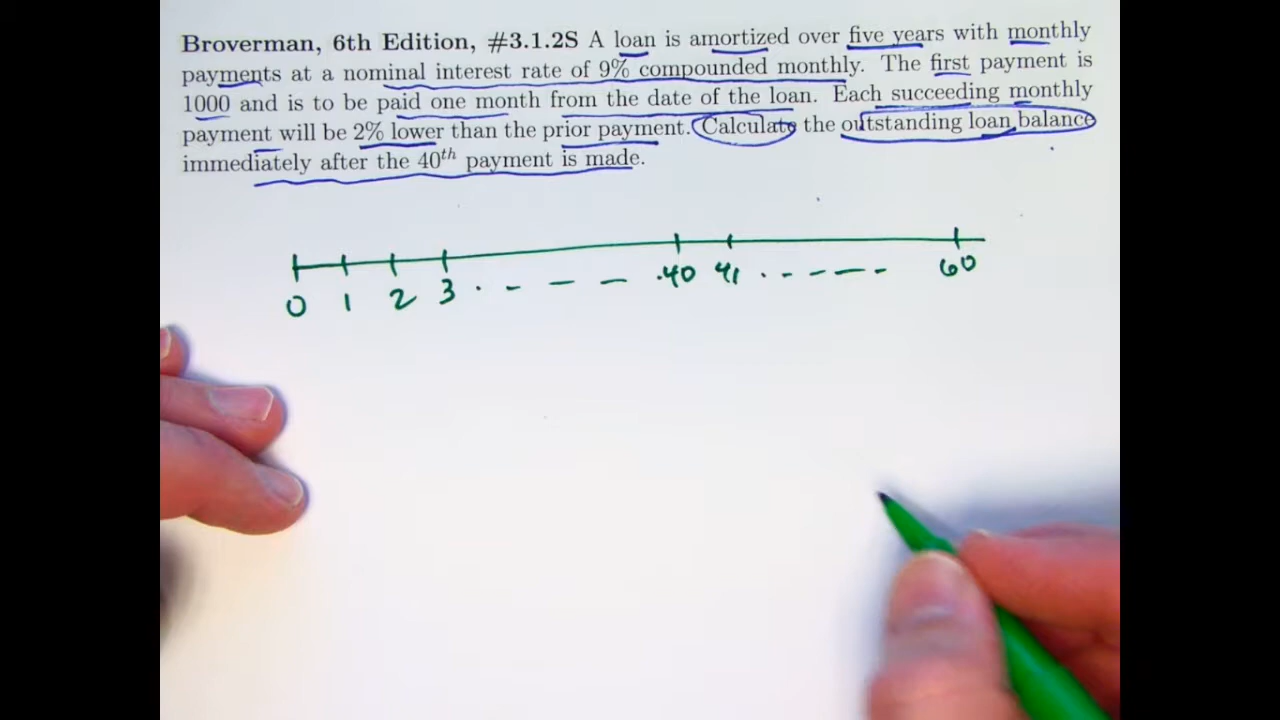 Broverman, 6th Edition, #3.1.2S A loan is amortized over five years with monthly
payments at a nominal interest rate of 9% compounded monthly. The first payment is
1000 and is to be paid one month from the date of the loan. Each succeeding monthly
payment will be 2% lower than the prior payment. Calculate the outstanding loan balance
immediately after the 40th payment is made.
0 1 2 3 . - - - - 40 41 . - - - - - 60